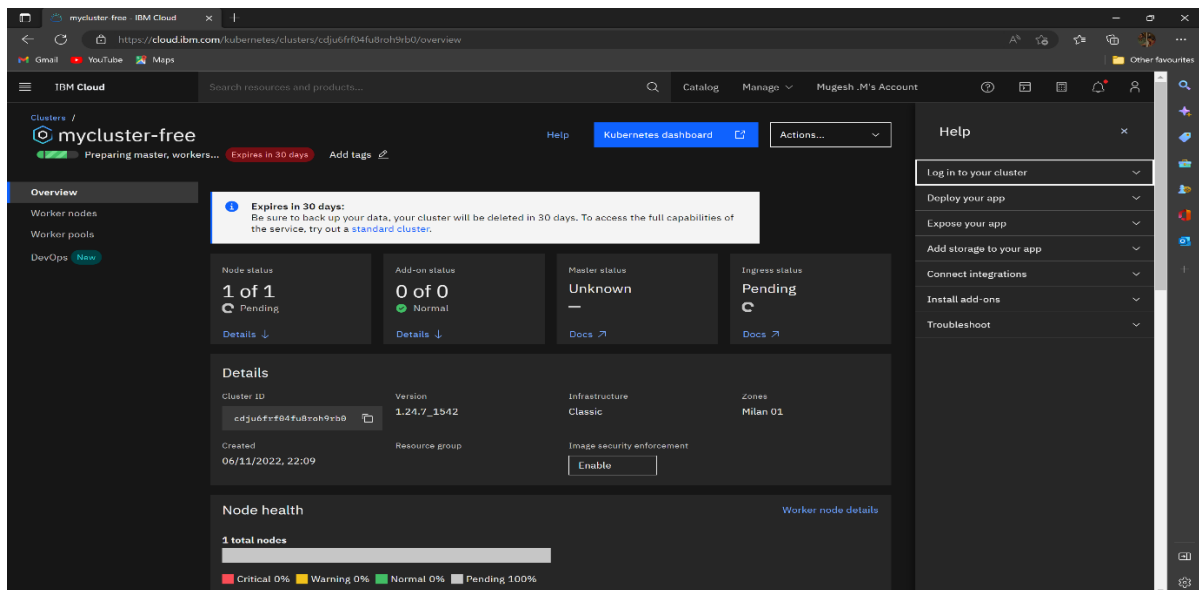 mycluster-free - IBM Cloud
https://cloud.ibm.com/kubernetes/clusters/cdju6frf04fu8roh9rb0/overview
Gmail YouTube Maps Other favourites
IBM Cloud Search resources and products... Catalog Manage Mugesh .M's Account
Clusters /
mycluster-free
Help Kubernetes dashboard Actions...
Preparing master, workers... Expires in 30 days Add tags
Overview
Worker nodes
Worker pools
DevOps New
Expires in 30 days:
Be sure to back up your data, your cluster will be deleted in 30 days. To access the full capabilities of
the service, try out a standard cluster.
Node status Add-on status Master status Ingress status
1 of 1 0 of 0 Unknown Pending
Pending Normal —
Details ↓ Details ↓ Docs ↗ Docs ↗
Details
Cluster ID Version Infrastructure Zones
cdju6frf04fu8roh9rb0 1.24.7_1542 Classic Milan 01
Created Resource group Image security enforcement
06/11/2022, 22:09 Enable
Node health Worker node details
1 total nodes
Critical 0% Warning 0% Normal 0% Pending 100%
Help
Log in to your cluster
Deploy your app
Expose your app
Add storage to your app
Connect integrations
Install add-ons
Troubleshoot